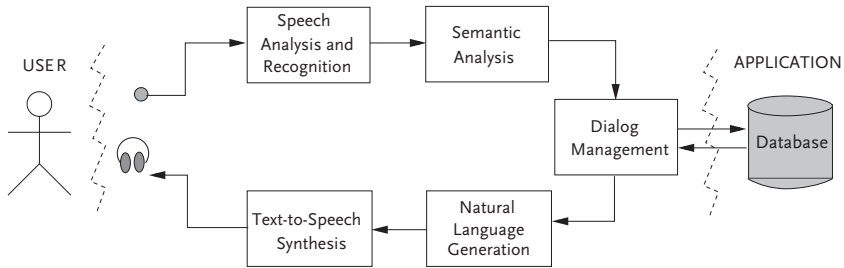 USER
Speech
Analysis and
Recognition
Semantic
Analysis
APPLICATION
Dialog
Management
Database
Text-to-Speech
Synthesis
Natural
Language
Generation